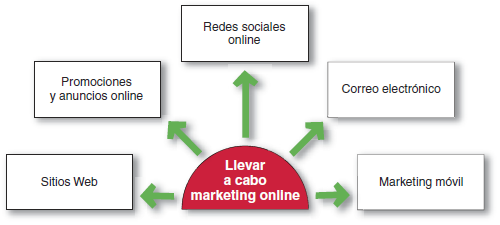 Redes sociales
online
Promociones
y anuncios online
Correo electrónico
Sitios Web
Llevar
a cabo
marketing online
Marketing móvil